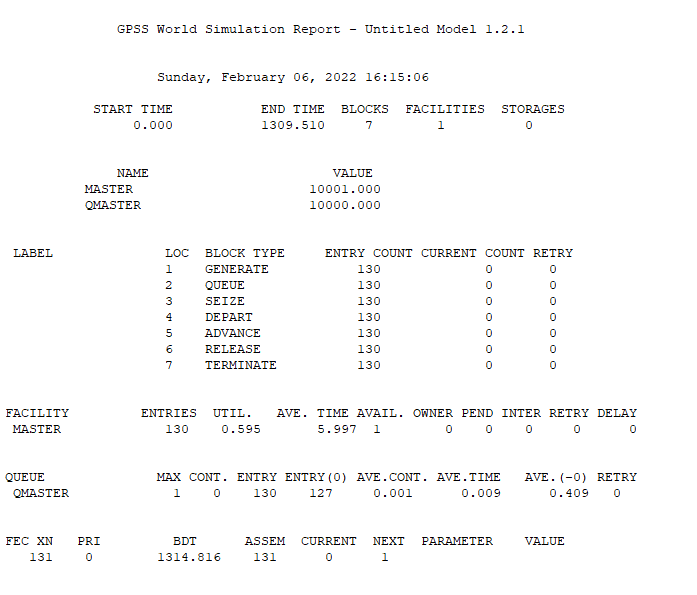 GPSS World Simulation Report - Untitled Model 1.2.1
Sunday, February 06, 2022 16:15:06
START TIME END TIME BLOCKS FACILITIES STORAGES
0.000 1309.510 7 1 0
NAME VALUE
MASTER 10001.000
QMASTER 10000.000
LABEL LOC BLOCK TYPE ENTRY COUNT CURRENT COUNT RETRY
1 GENERATE 130 0 0
2 QUEUE 130 0 0
3 SEIZE 130 0 0
4 DEPART 130 0 0
5 ADVANCE 130 0 0
6 RELEASE 130 0 0
7 TERMINATE 130 0 0
FACILITY ENTRIES UTIL. AVE. TIME AVAIL. OWNER PEND INTER RETRY DELAY
MASTER 130 0.595 5.997 1 0 0 0 0 0
QUEUE MAX CONT. ENTRY ENTRY(0) AVE.CONT. AVE.TIME AVE.(-0) RETRY
QMASTER 1 0 130 127 0.001 0.009 0.409 0
FEC XN PRI BDT ASSEM CURRENT NEXT PARAMETER VALUE
131 0 1314.816 131 0 1